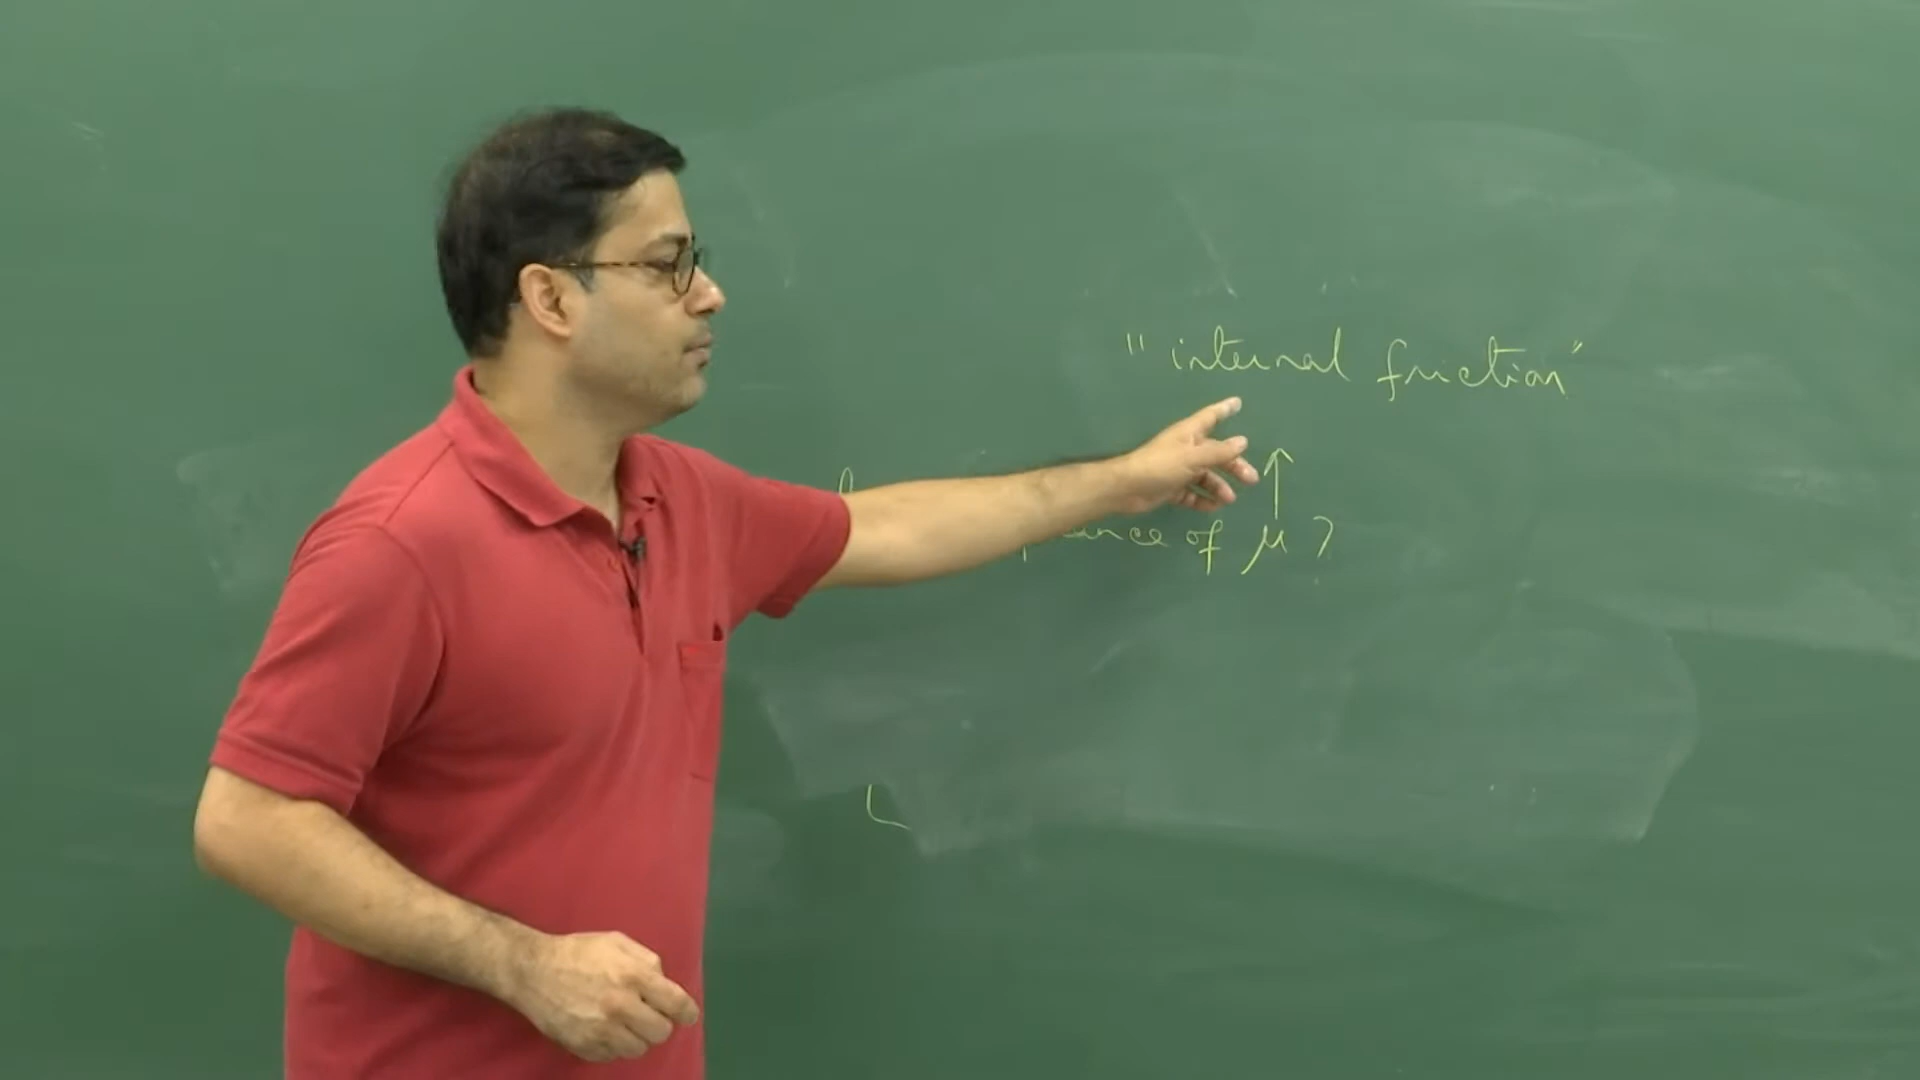 "internal friction"
↑
of μ ?